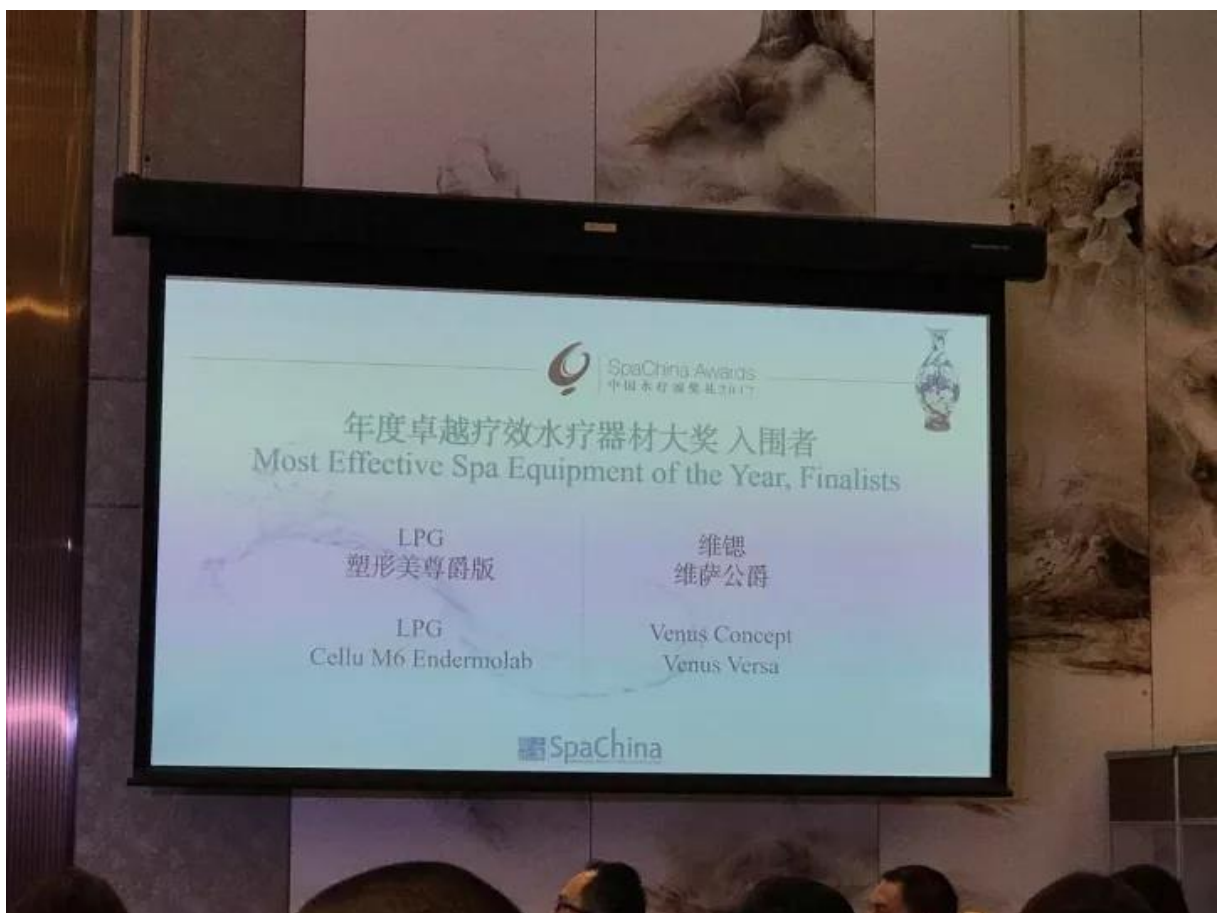 SpaChina Awards
中国水疗颁奖礼2017
年度卓越疗效水疗器材大奖 入围者
Most Effective Spa Equipment of the Year, Finalists
LPG
塑形美尊爵版
LPG
Cellu M6 Endermolab
维锶
维萨公爵
Venus Concept
Venus Versa
SpaChina